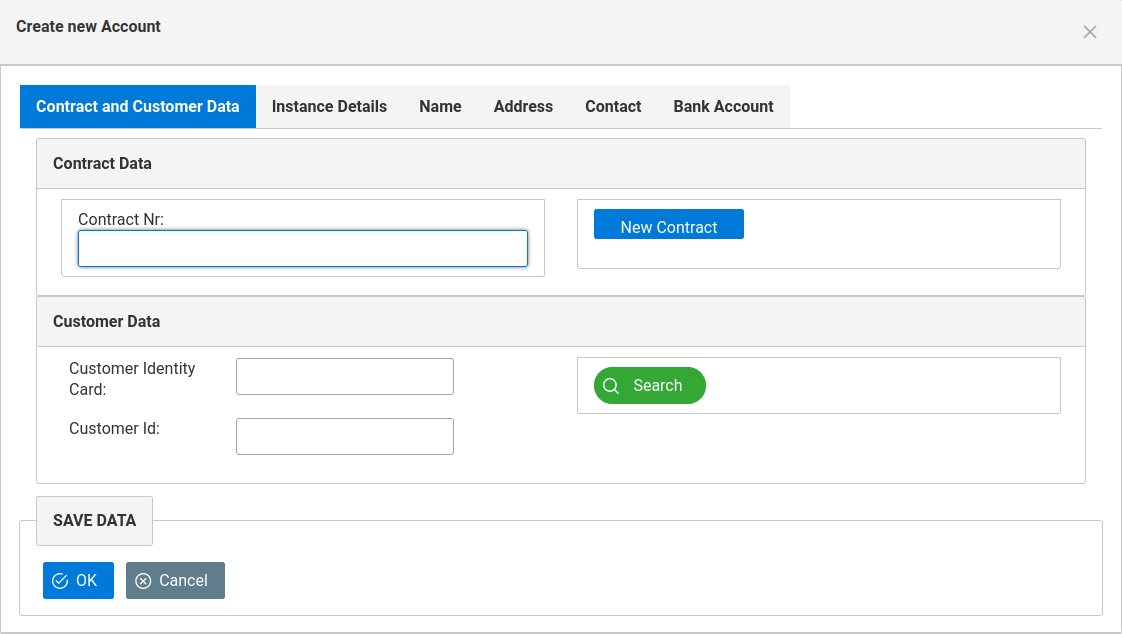 Create new Account
Contract and Customer Data Instance Details Name Address Contact Bank Account
Contract Data
Contract Nr:
New Contract
Customer Data
Customer Identity
Card:
Search
Customer Id:
SAVE DATA
OK Cancel